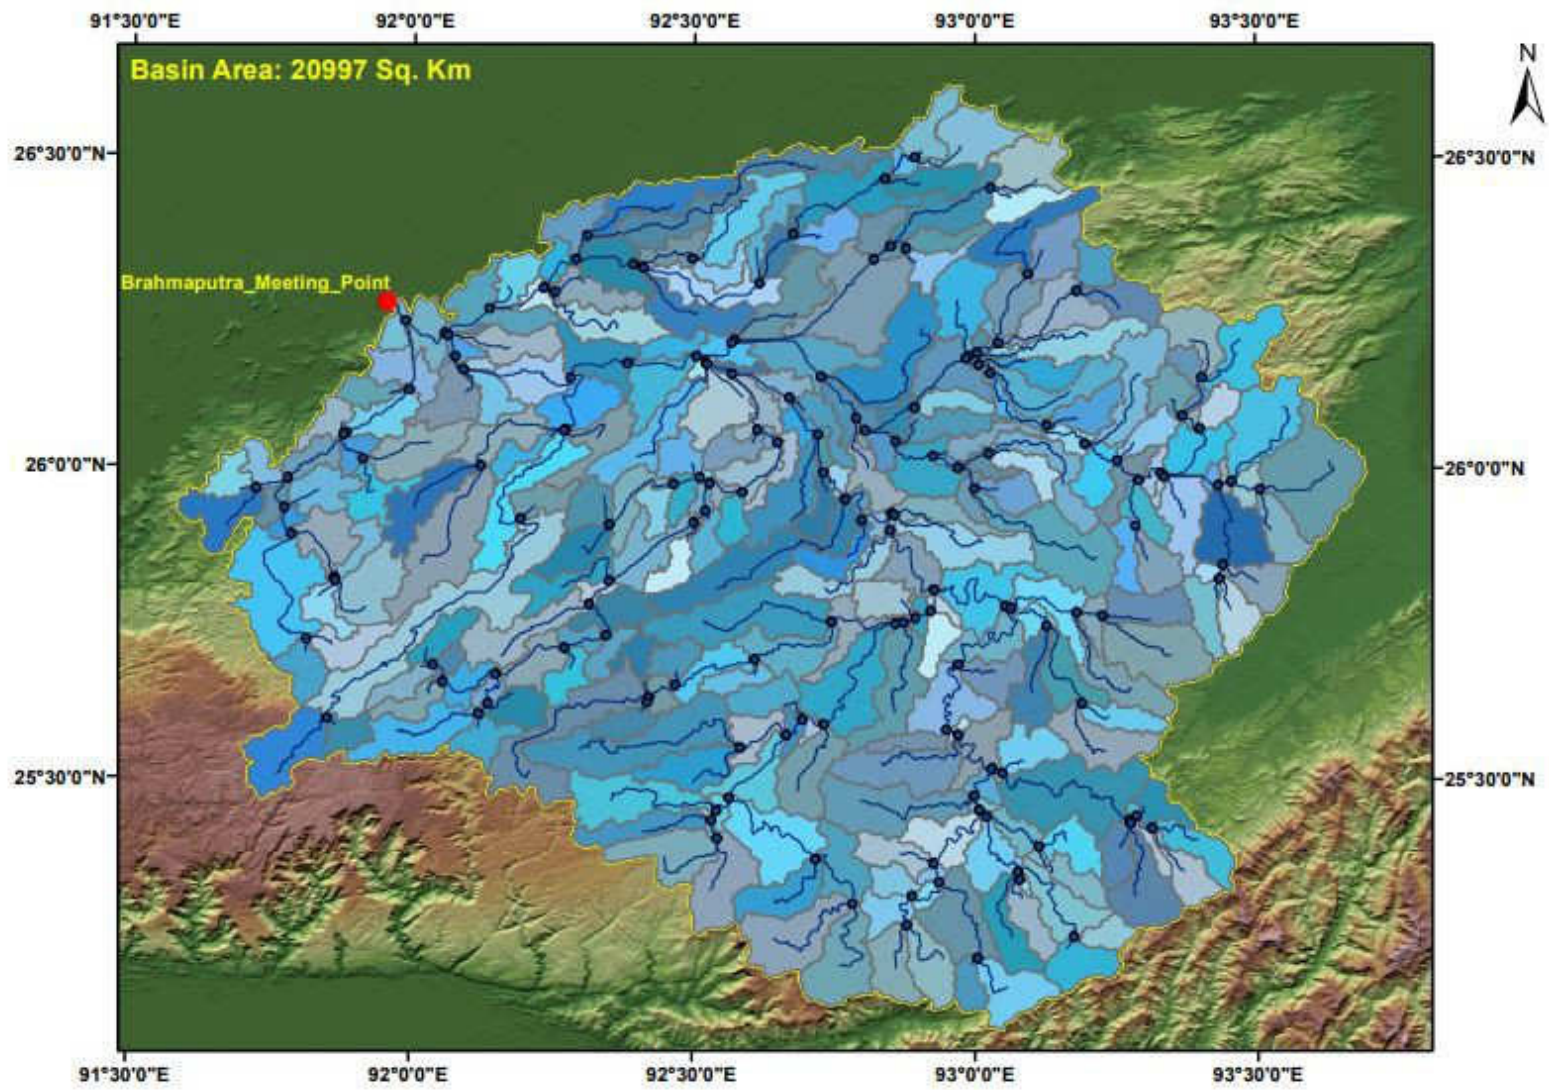 91°30'0"E 92°0'0"E 92°30'0"E 93°0'0"E 93°30'0"E
N
Basin Area: 20997 Sq. Km
26°30'0"N 26°30'0"N
Brahmaputra_Meeting_Point
26°0'0"N 26°0'0"N
25°30'0"N 25°30'0"N
91°30'0"E 92°0'0"E 92°30'0"E 93°0'0"E 93°30'0"E